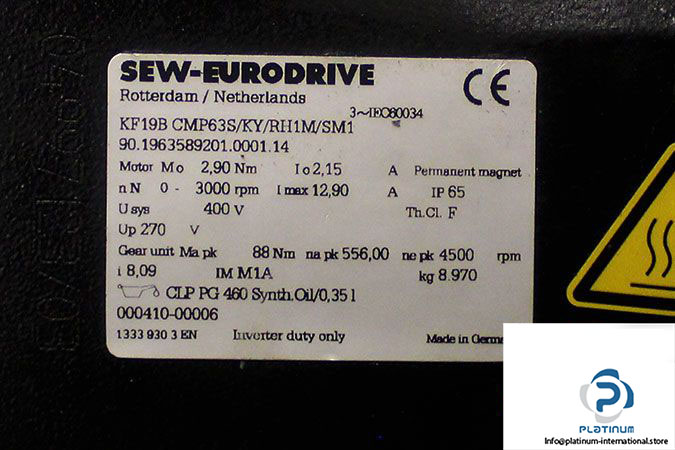 SEW-EURODRIVE
CE
Rotterdam / Netherlands
3~IEC60034
KF19B CMP63S/KY/RH1M/SM1
90.1963589201.0001.14
Motor Mo 2,90 Nm Io 2,15 A Permanent magnet
n N 0 - 3000 rpm I max 12,90 A IP 65
U sys 400 V Th.Cl. F
Up 270 V
Gear unit Ma pk 88 Nm na pk 556,00 ne pk 4500 rpm
i 8,09 IM M1A kg 8.970
CLP PG 460 Synth.Oil/0,35 l
000410-00006
1333 930 3 EN Inverter duty only Made in Germa
PLATINUM
Info@platinum-international.store